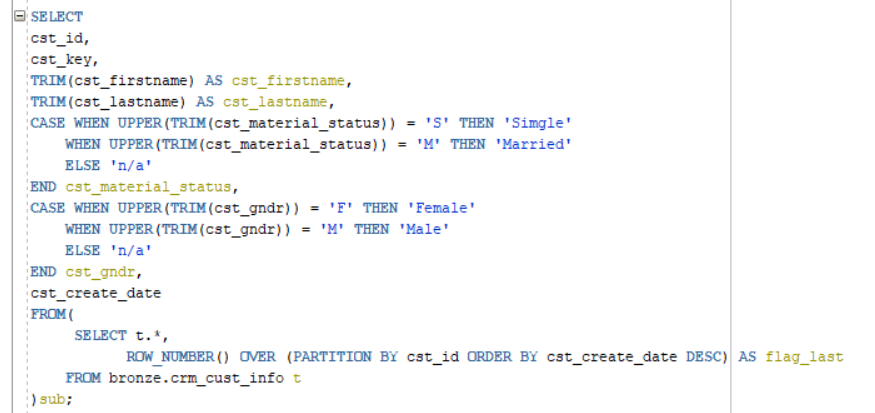 SELECT
cst_id,
cst_key,
TRIM(cst_firstname) AS cst_firstname,
TRIM(cst_lastname) AS cst_lastname,
CASE WHEN UPPER(TRIM(cst_material_status)) = 'S' THEN 'Simgle'
WHEN UPPER(TRIM(cst_material_status)) = 'M' THEN 'Married'
ELSE 'n/a'
END cst_material_status,
CASE WHEN UPPER(TRIM(cst_gndr)) = 'F' THEN 'Female'
WHEN UPPER(TRIM(cst_gndr)) = 'M' THEN 'Male'
ELSE 'n/a'
END cst_gndr,
cst_create_date
FROM(
SELECT t.*,
ROW_NUMBER() OVER (PARTITION BY cst_id ORDER BY cst_create_date DESC) AS flag_last
FROM bronze.crm_cust_info t
)sub;